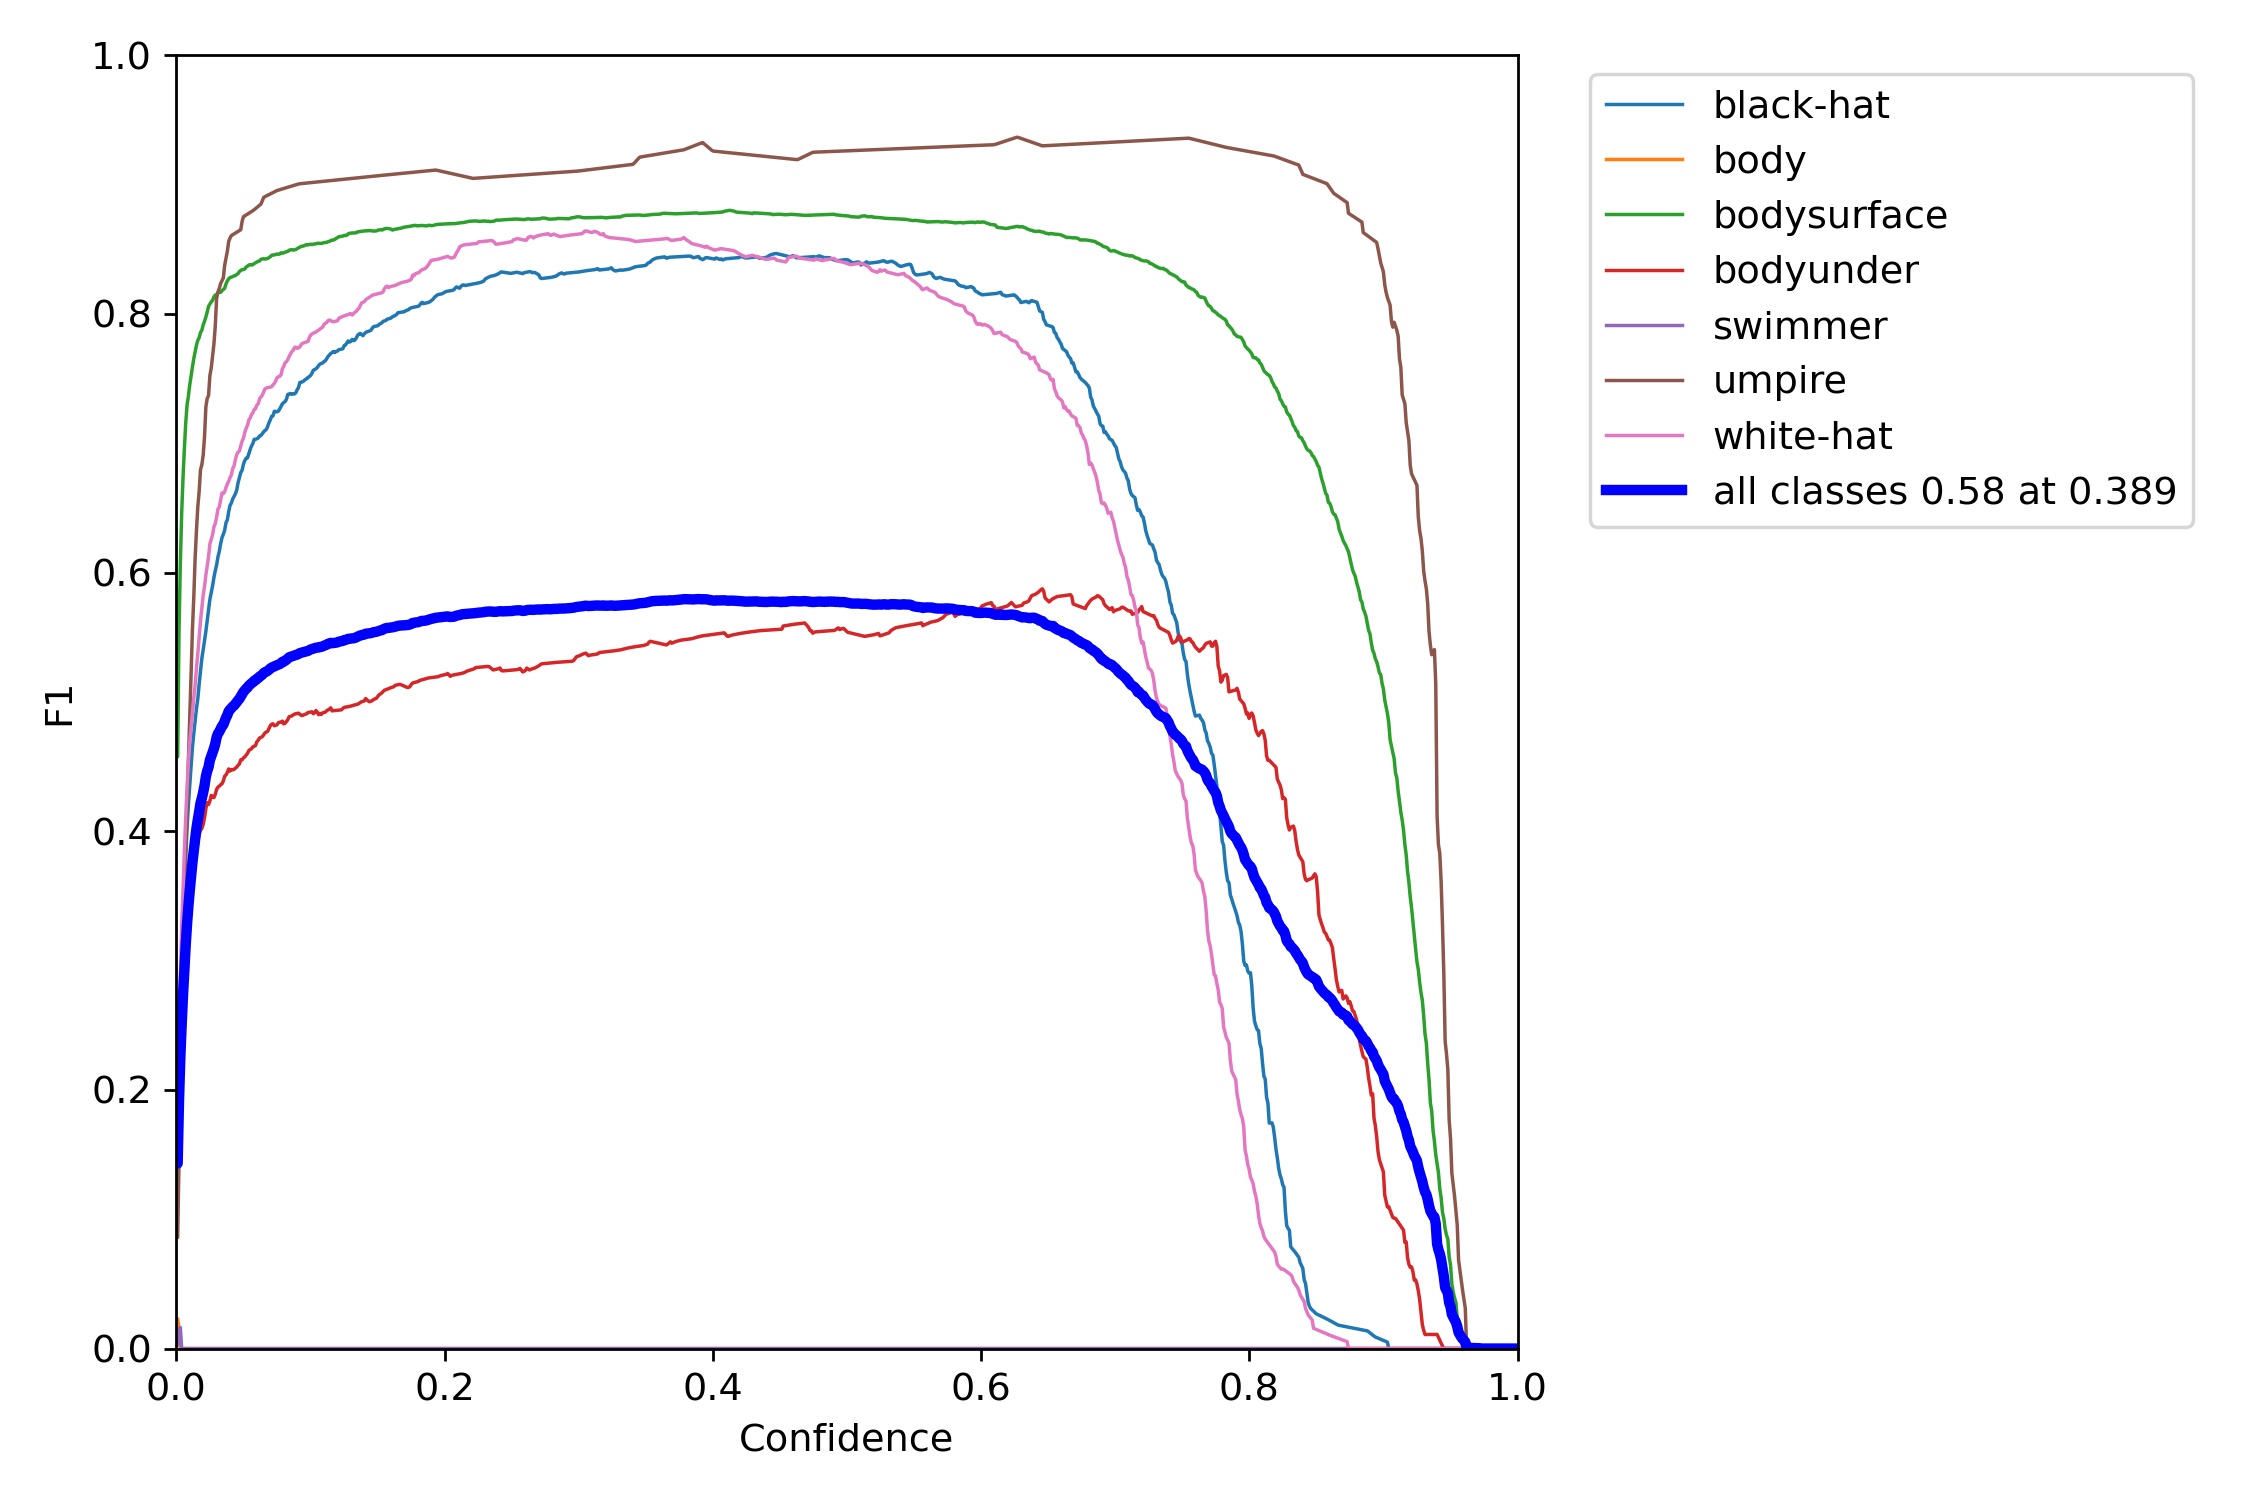 1.0
0.8
0.6
0.4
0.2
0.0
F1
0.0 0.2 0.4 0.6 0.8 1.0
Confidence
black-hat
body
bodysurface
bodyunder
swimmer
umpire
white-hat
all classes 0.58 at 0.389